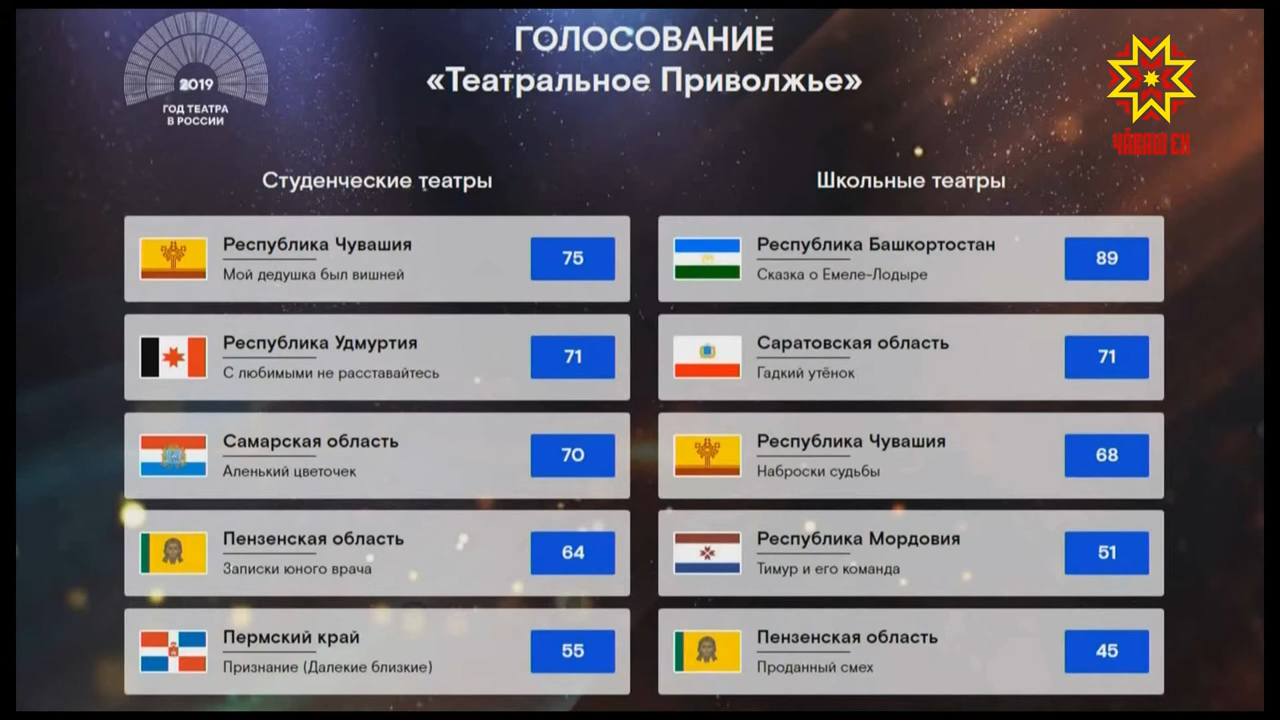 2019
ГОД ТЕАТРА
В РОССИИ
ГОЛОСОВАНИЕ
«Театральное Приволжье»
ЧӐВАШ ЕН
Студенческие театры
Республика Чувашия
Мой дедушка был вишней
75
Республика Удмуртия
С любимыми не расставайтесь
71
Самарская область
Аленький цветочек
70
Пензенская область
Записки юного врача
64
Пермский край
Признание (Далекие близкие)
55
Школьные театры
Республика Башкортостан
Сказка о Емеле-Лодыре
89
Саратовская область
Гадкий утёнок
71
Республика Чувашия
Наброски судьбы
68
Республика Мордовия
Тимур и его команда
51
Пензенская область
Проданный смех
45